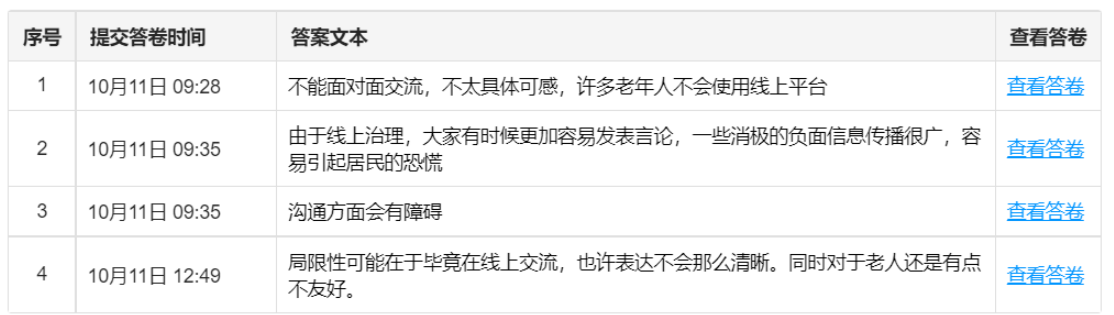 序号 提交答卷时间 答案文本 查看答卷
1 10月11日 09:28 不能面对面交流，不太具体可感，许多老年人不会使用线上平台 查看答卷
2 10月11日 09:35 由于线上治理，大家有时候更加容易发表言论，一些消极的负面信息传播很广，容
易引起居民的恐慌 查看答卷
3 10月11日 09:35 沟通方面会有障碍 查看答卷
4 10月11日 12:49 局限性可能在于毕竟在线上交流，也许表达不会那么清晰。同时对于老人还是有点
不友好。 查看答卷